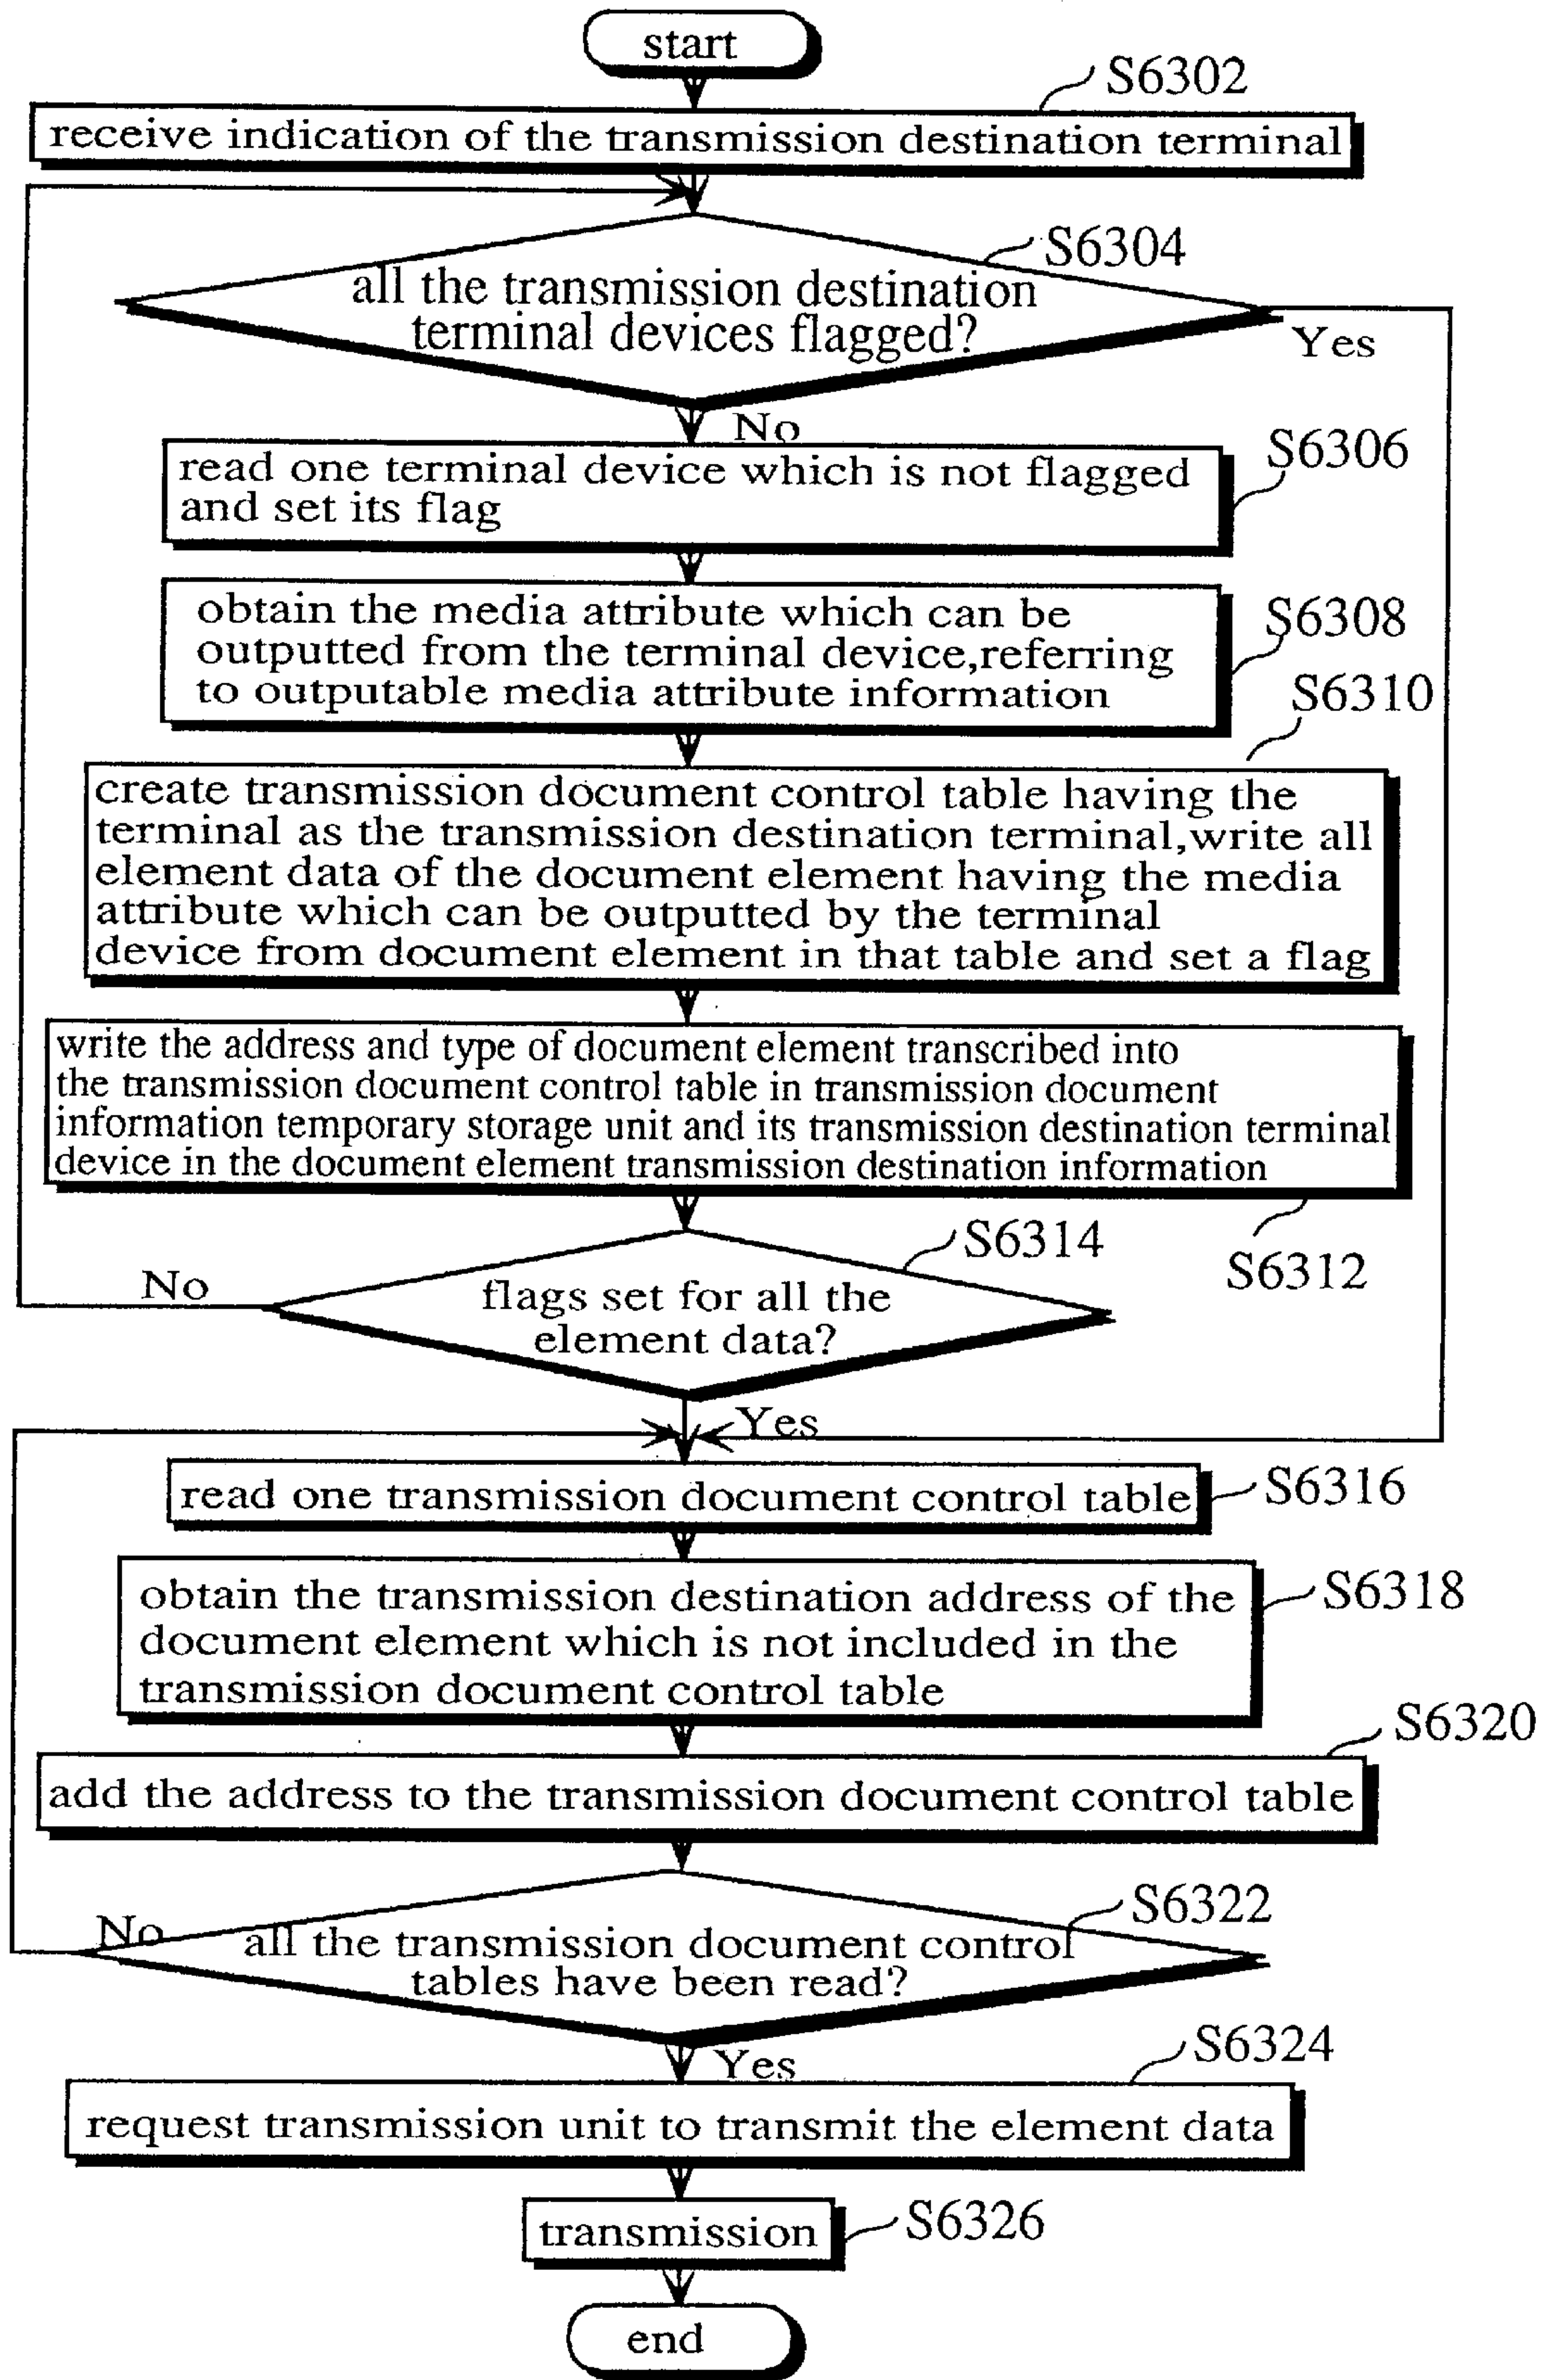 start
S6302
receive indication of the transmission destination terminal
S6304
all the transmission destination
terminal devices flagged?
Yes
No
S6306
read one terminal device which is not flagged
and set its flag
S6308
obtain the media attribute which can be
outputted from the terminal device,referring
to outputable media attribute information
S6310
create transmission document control table having the
terminal as the transmission destination terminal,write all
element data of the document element having the media
attribute which can be outputted by the terminal
device from document element in that table and set a flag
write the address and type of document element transcribed into
the transmission document control table in transmission document
information temporary storage unit and its transmission destination terminal
device in the document element transmission destination information
S6312
S6314
No
flags set for all the
element data?
Yes
read one transmission document control table
S6316
obtain the transmission destination address of the
document element which is not included in the
transmission document control table
S6318
S6320
add the address to the transmission document control table
S6322
No
all the transmission document control
tables have been read?
Yes
S6324
request transmission unit to transmit the element data
transmission
S6326
end